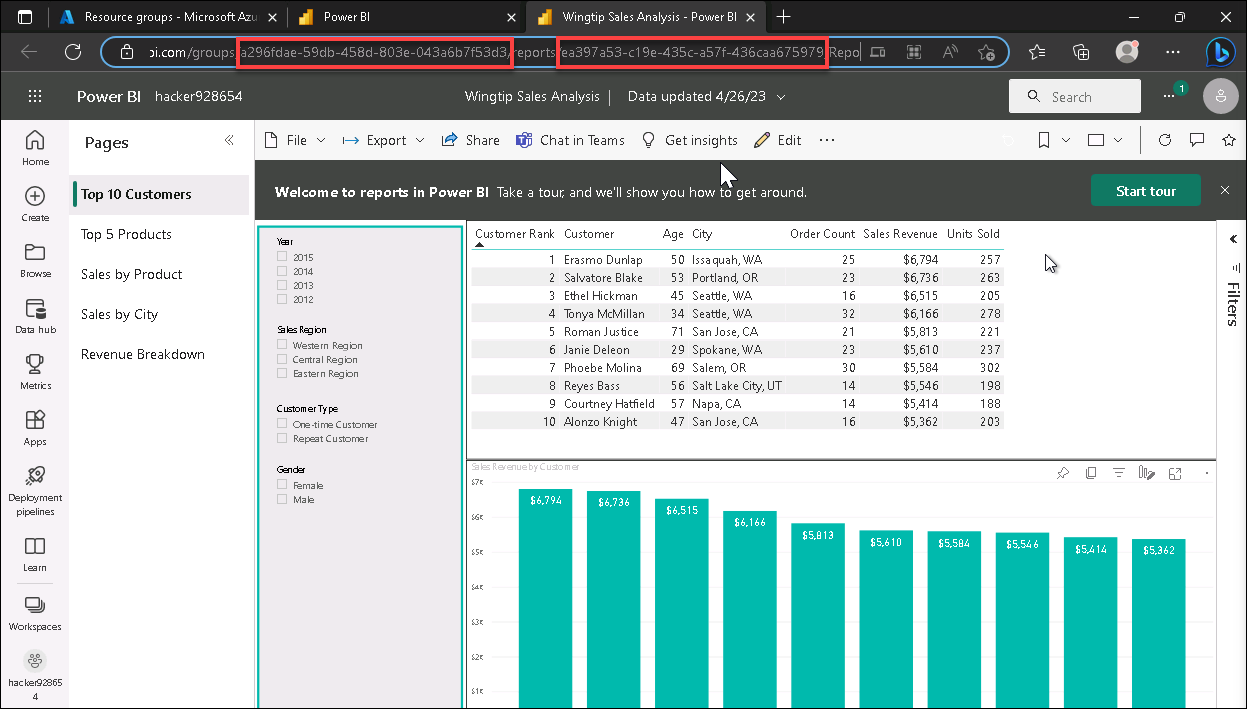 Resource groups - Microsoft Azu
Power BI
Wingtip Sales Analysis - Power BI
bi.com/groups/a296fdae-59db-458d-803e-043a6b7f53d3/reports/ea397a53-c19e-435c-a57f-436caa675979/Repo
Power BI hacker928654
Wingtip Sales Analysis | Data updated 4/26/23
Search
1
Home
Create
Browse
Data hub
Metrics
Apps
Deployment
pipelines
Learn
Workspaces
hacker92865
4
Pages
Top 10 Customers
Top 5 Products
Sales by Product
Sales by City
Revenue Breakdown
File Export Share Chat in Teams Get insights Edit
Welcome to reports in Power BI Take a tour, and we'll show you how to get around.
Start tour
Year
2015
2014
2013
2012
Sales Region
Western Region
Central Region
Eastern Region
Customer Type
One-time Customer
Repeat Customer
Gender
Female
Male
Customer Rank Customer Age City Order Count Sales Revenue Units Sold
1 Erasmo Dunlap 50 Issaquah, WA 25 $6,794 257
2 Salvatore Blake 53 Portland, OR 23 $6,736 263
3 Ethel Hickman 45 Seattle, WA 16 $6,515 205
4 Tonya McMillan 34 Seattle, WA 32 $6,166 278
5 Roman Justice 71 San Jose, CA 21 $5,813 221
6 Janie Deleon 29 Spokane, WA 23 $5,610 237
7 Phoebe Molina 69 Salem, OR 30 $5,584 302
8 Reyes Bass 56 Salt Lake City, UT 14 $5,546 198
9 Courtney Hatfield 57 Napa, CA 14 $5,414 188
10 Alonzo Knight 47 San Jose, CA 16 $5,362 203
Filters
Sales Revenue by Customer
$7K
$6K
$5K
$4K
$3K
$2K
$1K
$6,794 $6,736 $6,515 $6,166 $5,813 $5,610 $5,584 $5,546 $5,414 $5,362